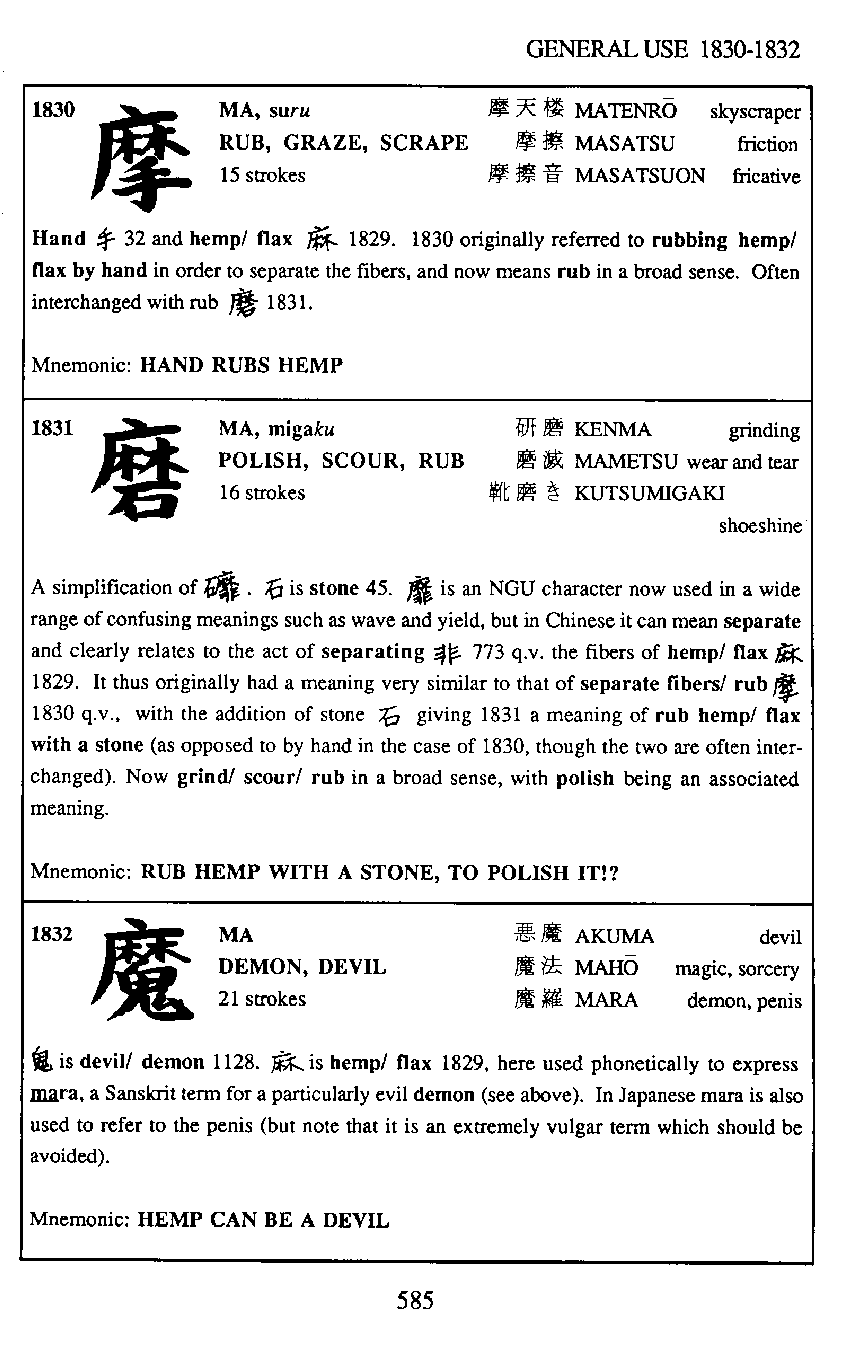 GENERAL USE 1830-1832
1830 摩 MA, suru 摩天楼 MATENRŌ skyscraper
RUB, GRAZE, SCRAPE 摩擦 MASATSU friction
15 strokes 摩擦音 MASATSUON fricative
Hand 手 32 and hemp/ flax 麻 1829. 1830 originally referred to rubbing hemp/
flax by hand in order to separate the fibers, and now means rub in a broad sense. Often
interchanged with rub 磨 1831.
Mnemonic: HAND RUBS HEMP
1831 磨 MA, migaku 研磨 KENMA grinding
POLISH, SCOUR, RUB 磨滅 MAMETSU wear and tear
16 strokes 靴磨き KUTSUMIGAKI
shoeshine
A simplification of 礳. 石 is stone 45. 靡 is an NGU character now used in a wide
range of confusing meanings such as wave and yield, but in Chinese it can mean separate
and clearly relates to the act of separating 非 773 q.v. the fibers of hemp/ flax 麻
1829. It thus originally had a meaning very similar to that of separate fibers/ rub 摩
1830 q.v., with the addition of stone 石 giving 1831 a meaning of rub hemp/ flax
with a stone (as opposed to by hand in the case of 1830, though the two are often inter-
changed). Now grind/ scour/ rub in a broad sense, with polish being an associated
meaning.
Mnemonic: RUB HEMP WITH A STONE, TO POLISH IT!?
1832 魔 MA 悪魔 AKUMA devil
DEMON, DEVIL 魔法 MAHŌ magic, sorcery
21 strokes 魔羅 MARA demon, penis
鬼 is devil/ demon 1128. 麻 is hemp/ flax 1829, here used phonetically to express
mara, a Sanskrit term for a particularly evil demon (see above). In Japanese mara is also
used to refer to the penis (but note that it is an extremely vulgar term which should be
avoided).
Mnemonic: HEMP CAN BE A DEVIL
585